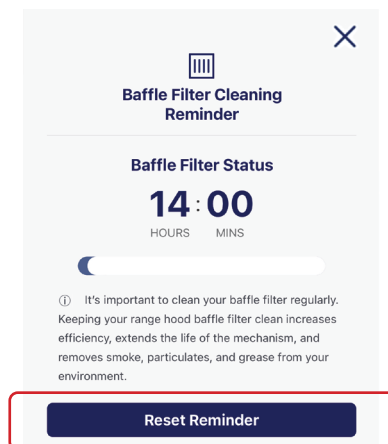 Baffle Filter Cleaning
Reminder
Baffle Filter Status
14 : 00
HOURS MINS
ⓘ It's important to clean your baffle filter regularly.
Keeping your range hood baffle filter clean increases
efficiency, extends the life of the mechanism, and
removes smoke, particulates, and grease from your
environment.
Reset Reminder